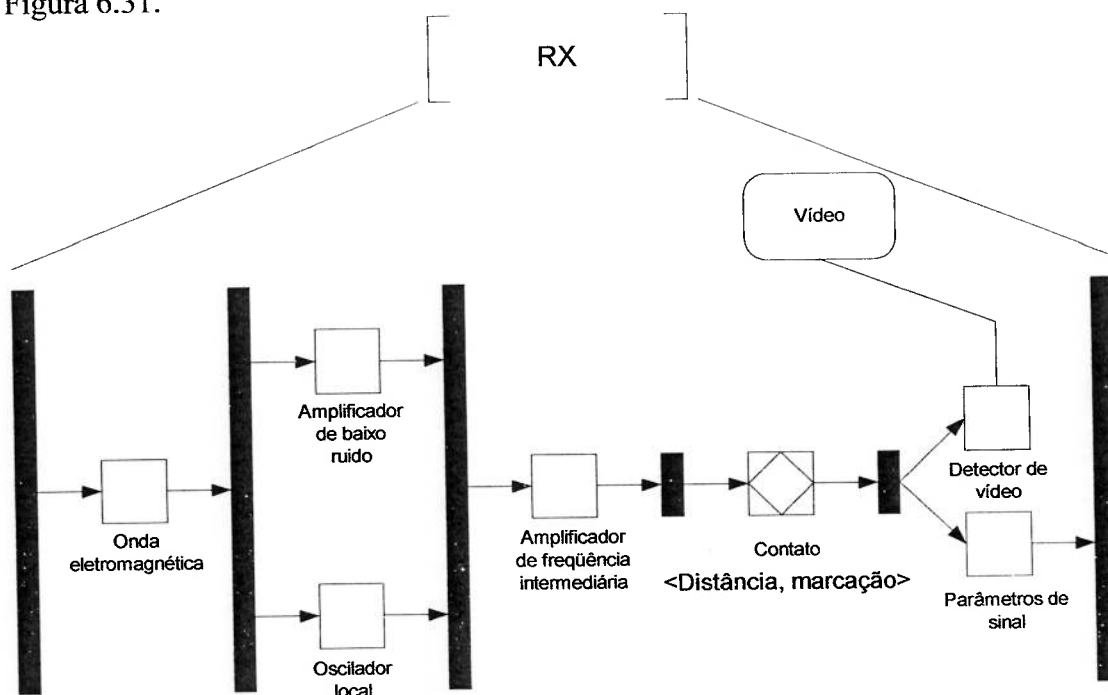 Figura 6.31.
RX
Vídeo
Amplificador
de baixo
ruido
Detector de
vídeo
Onda
eletromagnética
Amplificador
de freqüência
intermediária
Contato
<Distância, marcação>
Parâmetros de
sinal
Oscilador
local